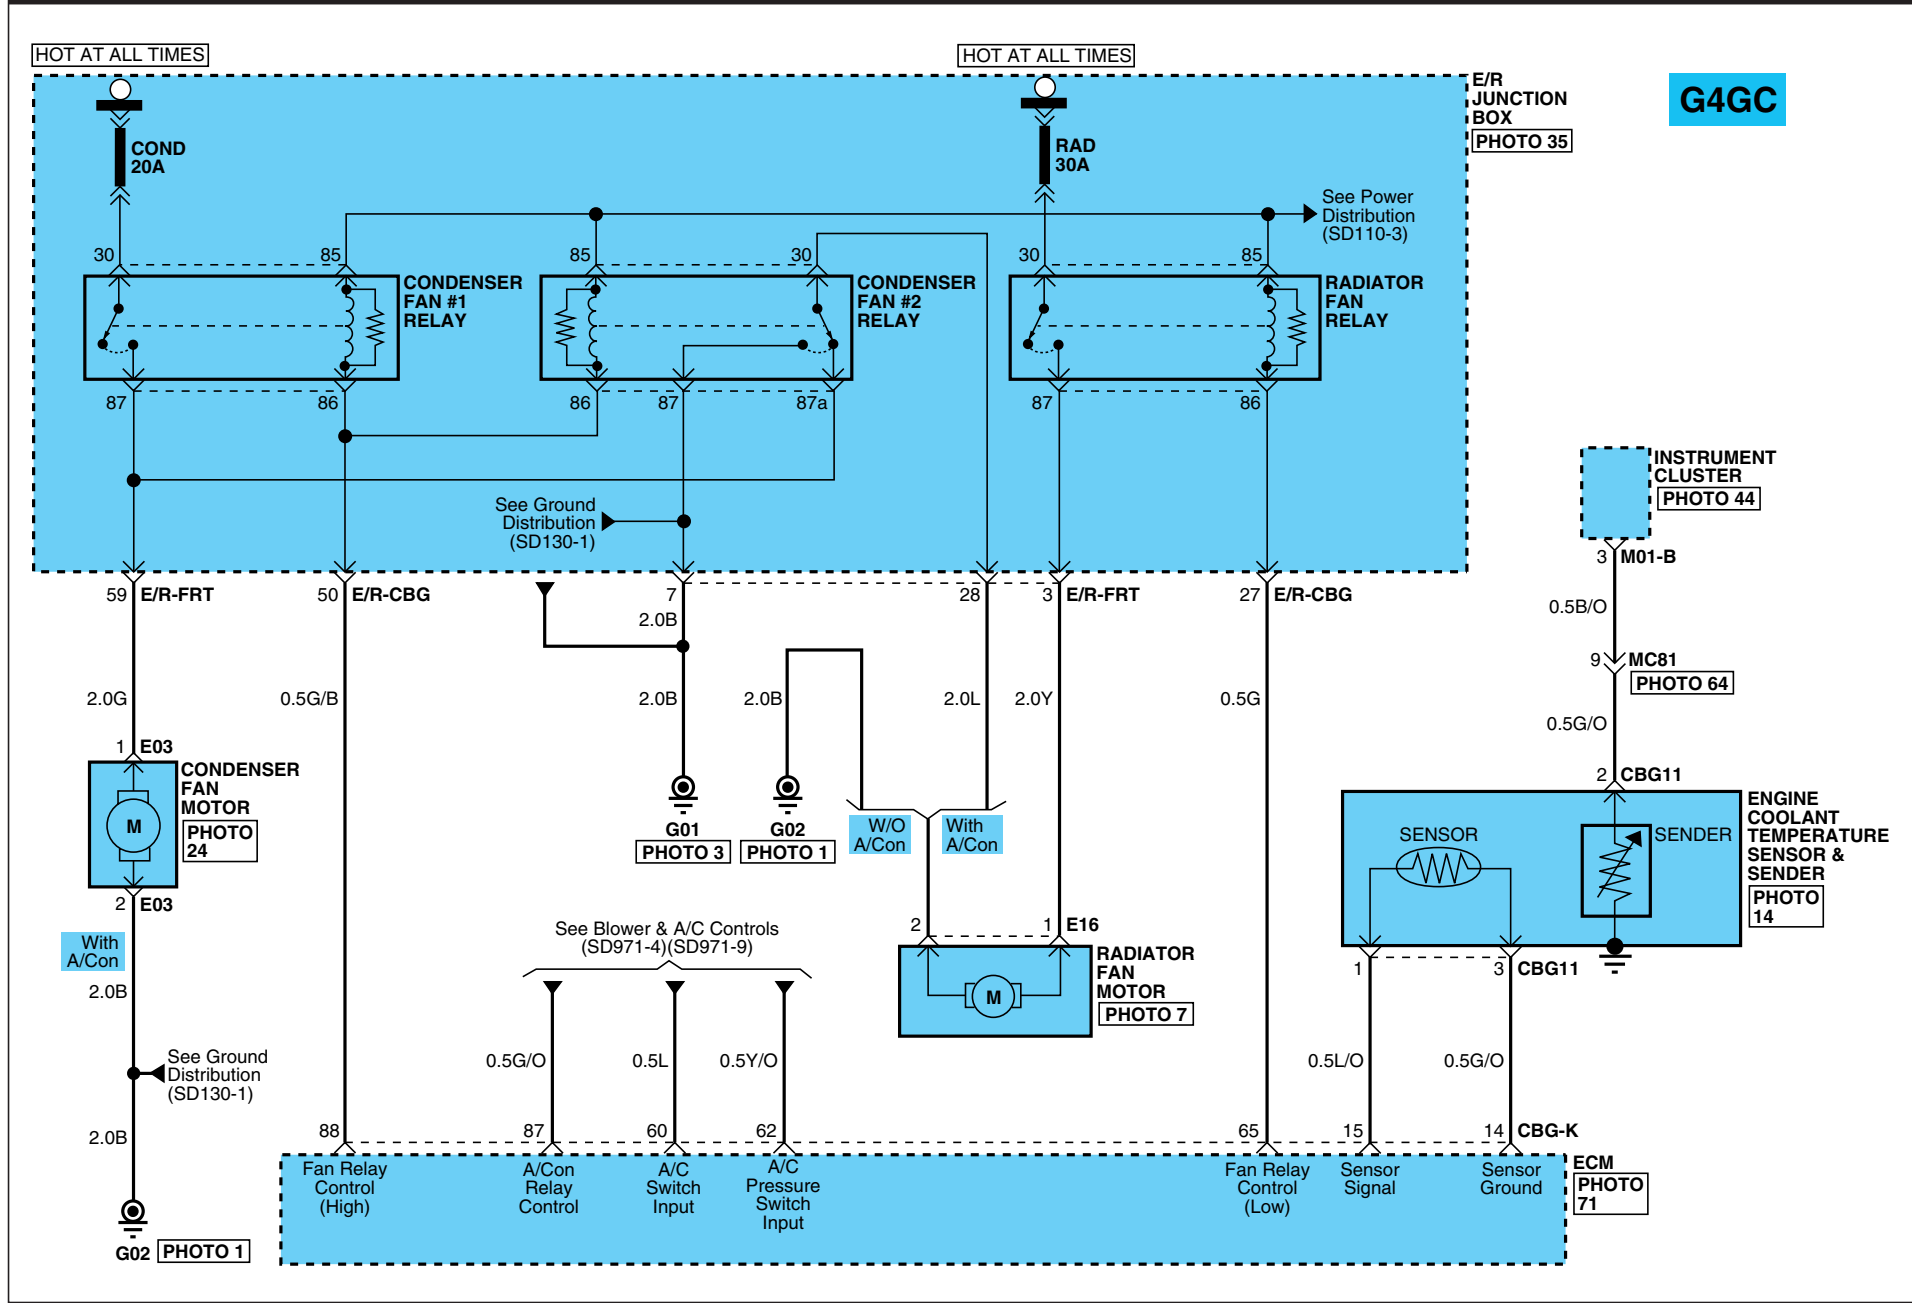 HOT AT ALL TIMES
HOT AT ALL TIMES
E/R
JUNCTION
BOX
PHOTO 35
G4GC
COND
20A
RAD
30A
See Power
Distribution
(SD110-3)
30
85
85
30
30
85
CONDENSER
FAN #1
RELAY
CONDENSER
FAN #2
RELAY
RADIATOR
FAN
RELAY
87
86
86
87
87a
87
86
See Ground
Distribution
(SD130-1)
INSTRUMENT
CLUSTER
PHOTO 44
3 M01-B
0.5B/O
9 MC81
PHOTO 64
0.5G/O
2 CBG11
59 E/R-FRT
50 E/R-CBG
7
28
3 E/R-FRT
27 E/R-CBG
2.0B
2.0G
0.5G/B
2.0B
2.0B
2.0L
2.0Y
0.5G
1 E03
CONDENSER
FAN
MOTOR
PHOTO
24
M
2 E03
With
A/Con
2.0B
See Ground
Distribution
(SD130-1)
2.0B
G02 PHOTO 1
G01
PHOTO 3
G02
PHOTO 1
W/O
A/Con
With
A/Con
2
1 E16
RADIATOR
FAN
MOTOR
PHOTO 7
M
See Blower & A/C Controls
(SD971-4)(SD971-9)
0.5G/O
0.5L
0.5Y/O
SENSOR
SENDER
ENGINE
COOLANT
TEMPERATURE
SENSOR &
SENDER
PHOTO
14
1
3 CBG11
0.5L/O
0.5G/O
88
87
60
62
65
15
14 CBG-K
Fan Relay
Control
(High)
A/Con
Relay
Control
A/C
Switch
Input
A/C
Pressure
Switch
Input
Fan Relay
Control
(Low)
Sensor
Signal
Sensor
Ground
ECM
PHOTO
71